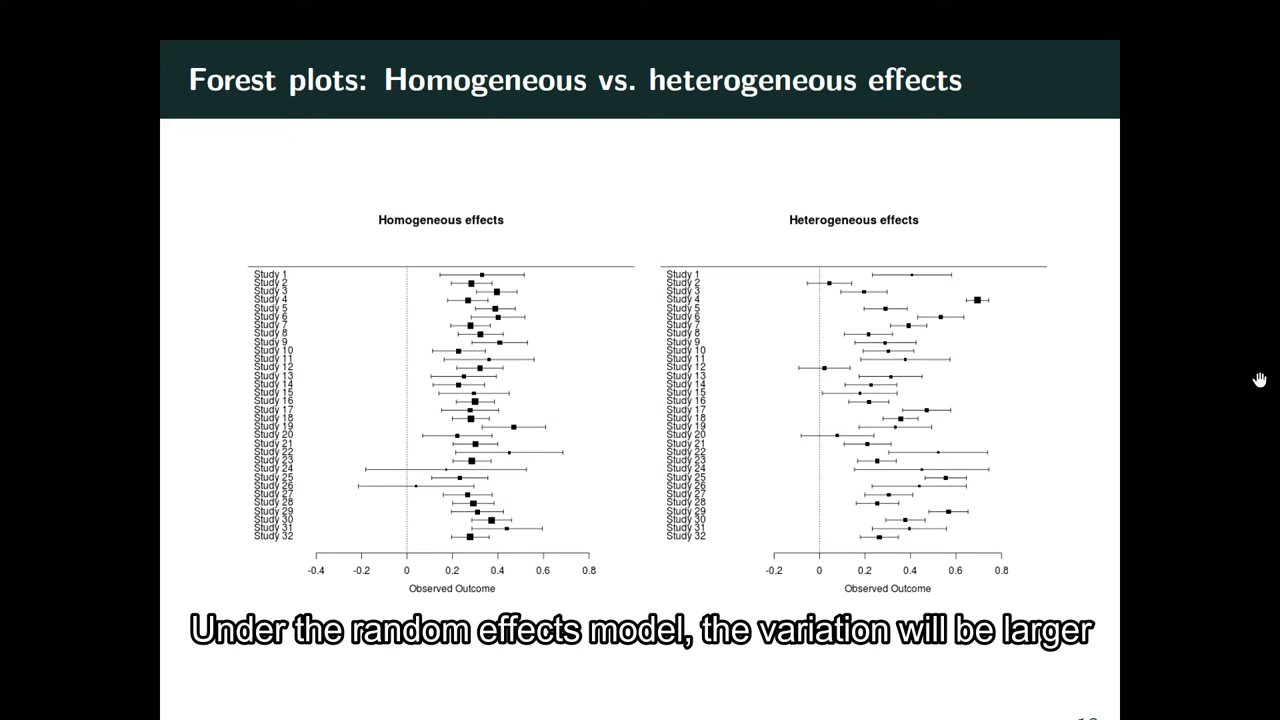 Forest plots: Homogeneous vs. heterogeneous effects
Homogeneous effects
Study 1
Study 2
Study 3
Study 4
Study 5
Study 6
Study 7
Study 8
Study 9
Study 10
Study 11
Study 12
Study 13
Study 14
Study 15
Study 16
Study 17
Study 18
Study 19
Study 20
Study 21
Study 22
Study 23
Study 24
Study 25
Study 26
Study 27
Study 28
Study 29
Study 30
Study 31
Study 32
-0.4 -0.2 0 0.2 0.4 0.6 0.8
Observed Outcome
Heterogeneous effects
Study 1
Study 2
Study 3
Study 4
Study 5
Study 6
Study 7
Study 8
Study 9
Study 10
Study 11
Study 12
Study 13
Study 14
Study 15
Study 16
Study 17
Study 18
Study 19
Study 20
Study 21
Study 22
Study 23
Study 24
Study 25
Study 26
Study 27
Study 28
Study 29
Study 30
Study 31
Study 32
-0.2 0 0.2 0.4 0.6 0.8
Observed Outcome
Under the random effects model, the variation will be larger